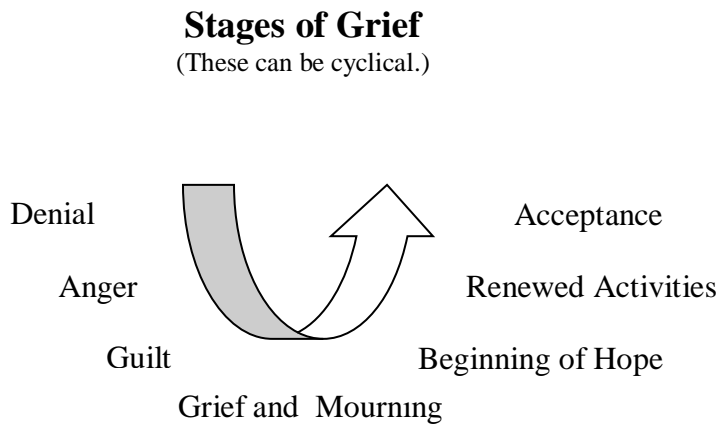 Stages of Grief
(These can be cyclical.)
Denial
Anger
Guilt
Grief and Mourning
Beginning of Hope
Renewed Activities
Acceptance